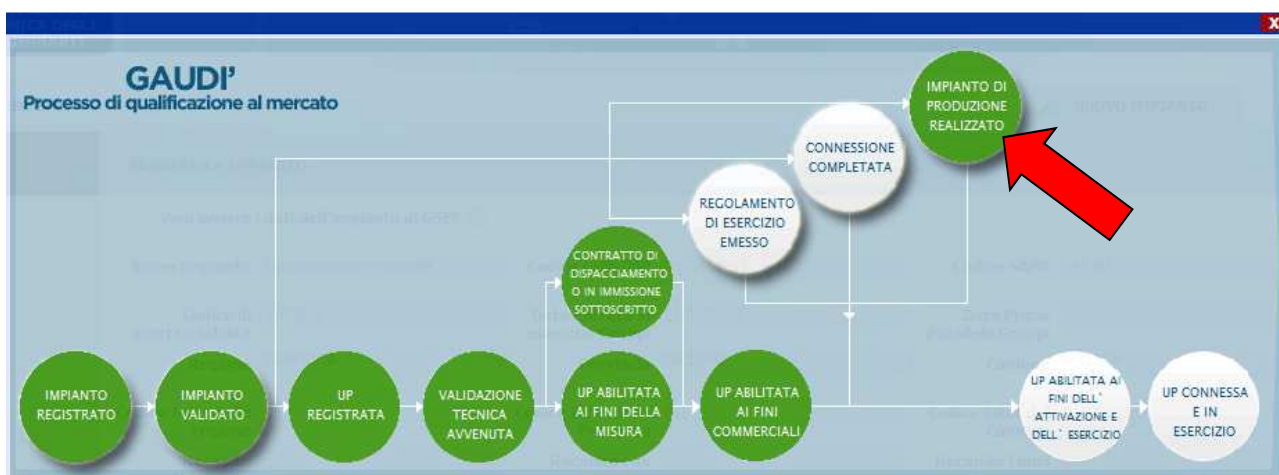 X
GAUDI'
Processo di qualificazione al mercato
IMPIANTO DI
PRODUZIONE
REALIZZATO
CONNESSIONE
COMPLETATA
REGOLAMENTO
DI ESERCIZIO
EMESSO
CONTRATTO DI
DISPACCIAMENTO
O IN IMMISSIONE
SOTTOSCRITTO
IMPIANTO
REGISTRATO
IMPIANTO
VALIDATO
UP
REGISTRATA
VALIDAZIONE
TECNICA
AVVENUTA
UP ABILITATA
AI FINI DELLA
MISURA
UP ABILITATA
AI FINI
COMMERCIALI
UP ABILITATA AI
FINI DELL`
ATTIVAZIONE E
DELL` ESERCIZIO
UP CONNESSA
E IN
ESERCIZIO